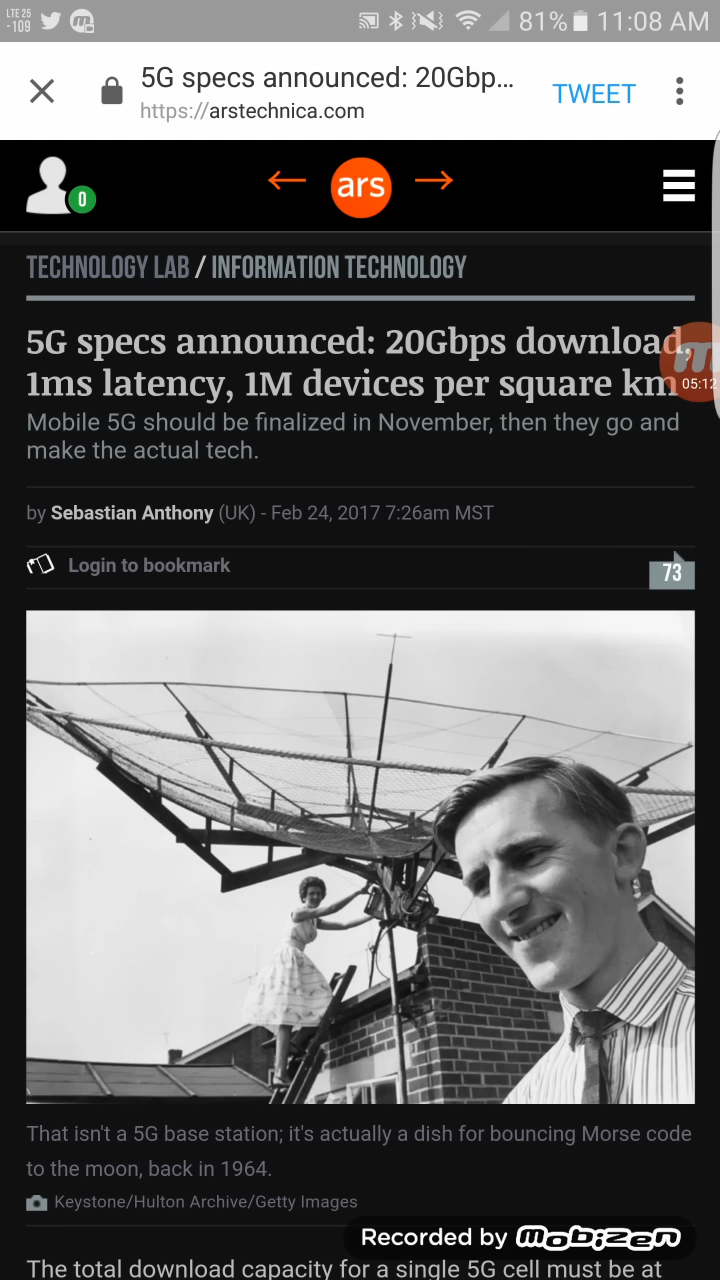 LTE 25
-109
81%
11:08 AM
5G specs announced: 20Gbp...
TWEET
https://arstechnica.com
0
ars
TECHNOLOGY LAB / INFORMATION TECHNOLOGY
5G specs announced: 20Gbps download,
1ms latency, 1M devices per square km
05:12
Mobile 5G should be finalized in November, then they go and
make the actual tech.
by Sebastian Anthony (UK) - Feb 24, 2017 7:26am MST
Login to bookmark
73
That isn't a 5G base station; it's actually a dish for bouncing Morse code
to the moon, back in 1964.
Keystone/Hulton Archive/Getty Images
Recorded by Mobizen
The total download capacity for a single 5G cell must be at